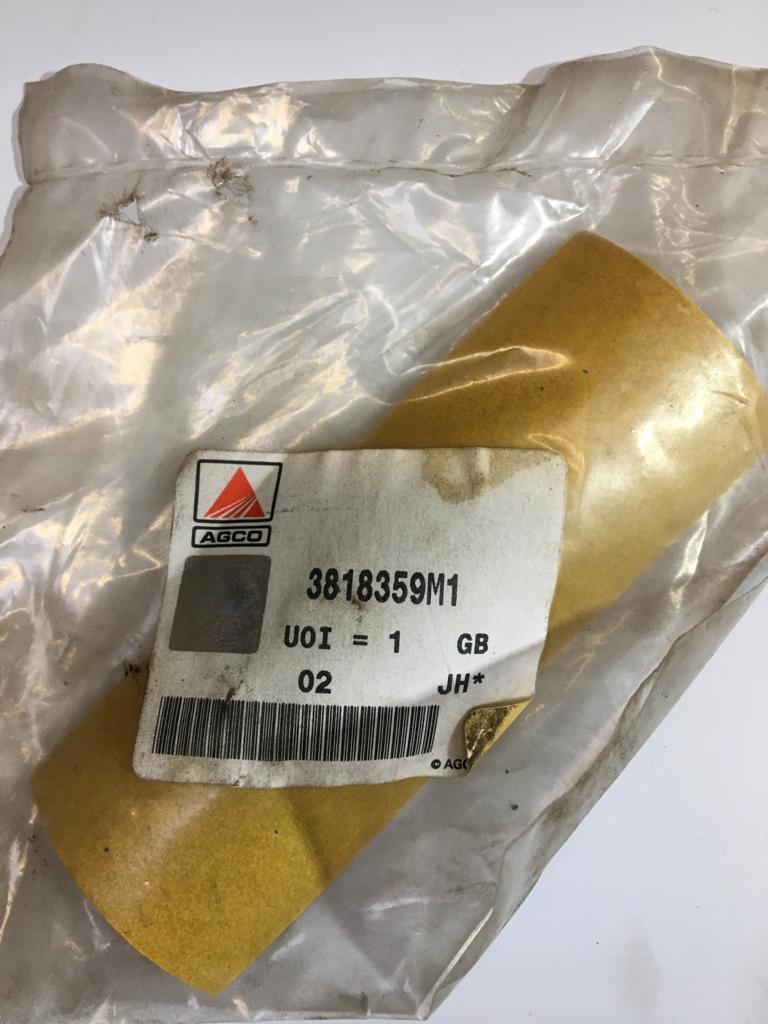 AGCO
3818359M1
UOI = 1 GB
02 JH*
© AGC